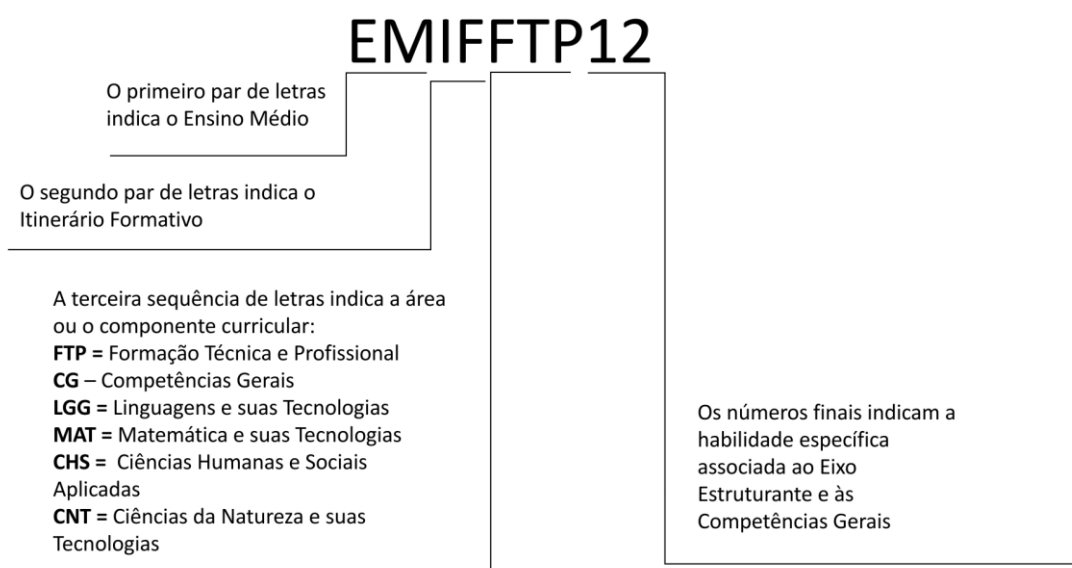 EMIFFTP12
O primeiro par de letras
indica o Ensino Médio
O segundo par de letras indica o
Itinerário Formativo
A terceira sequência de letras indica a área
ou o componente curricular:
FTP = Formação Técnica e Profissional
CG – Competências Gerais
LGG = Linguagens e suas Tecnologias
MAT = Matemática e suas Tecnologias
CHS = Ciências Humanas e Sociais
Aplicadas
CNT = Ciências da Natureza e suas
Tecnologias
Os números finais indicam a
habilidade específica
associada ao Eixo
Estruturante e às
Competências Gerais